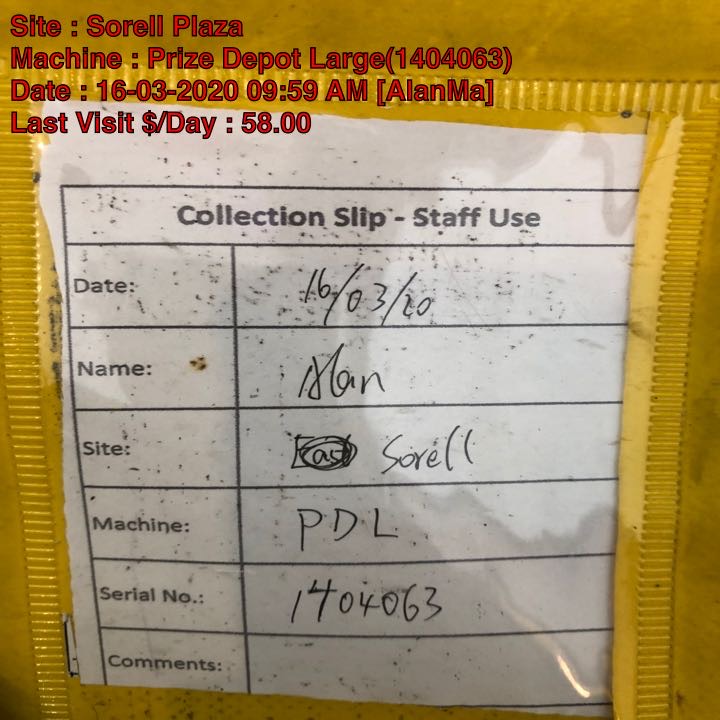 Site : Sorell Plaza
Machine : Prize Depot Large(1404063)
Date : 16-03-2020 09:59 AM [AlanMa]
Last Visit $/Day : 58.00
Collection Slip - Staff Use
Date: 16/03/20
Name: Alan
Site: Sorell
Machine: PDL
Serial No.: 1404063
Comments: